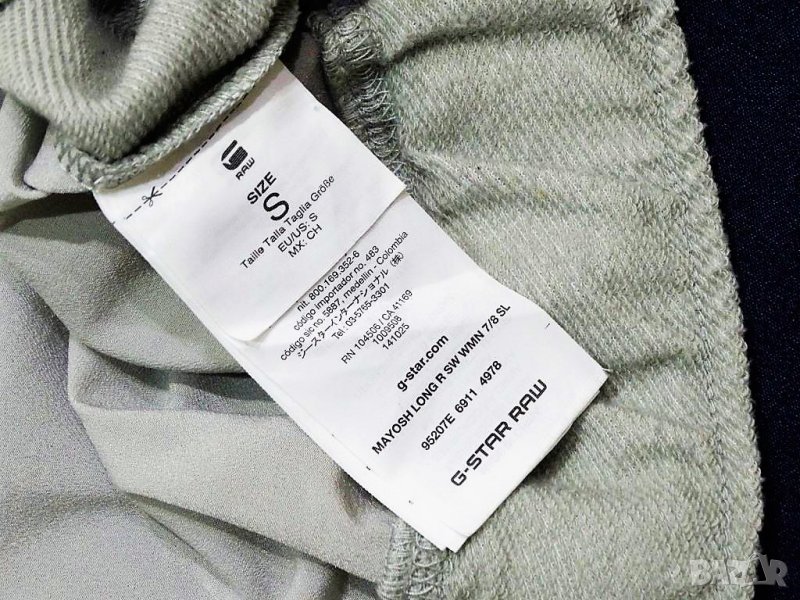 RAW
SIZE
S
Taille Talla Taglia Größe
EU/US: S
MX: CH
nit. 800.169.352-6
código importador no. 483
código sic no. 5887, medellin - Colombia
ジースターインターナショナル（株）
Tel: 03-5765-3301
RN 104505 / CA 41169
1009558
141025
g-star.com
MAYOSH LONG R SW WMN 7/8 SL
95207E 6911 4978
G-STAR RAW
BAZAR